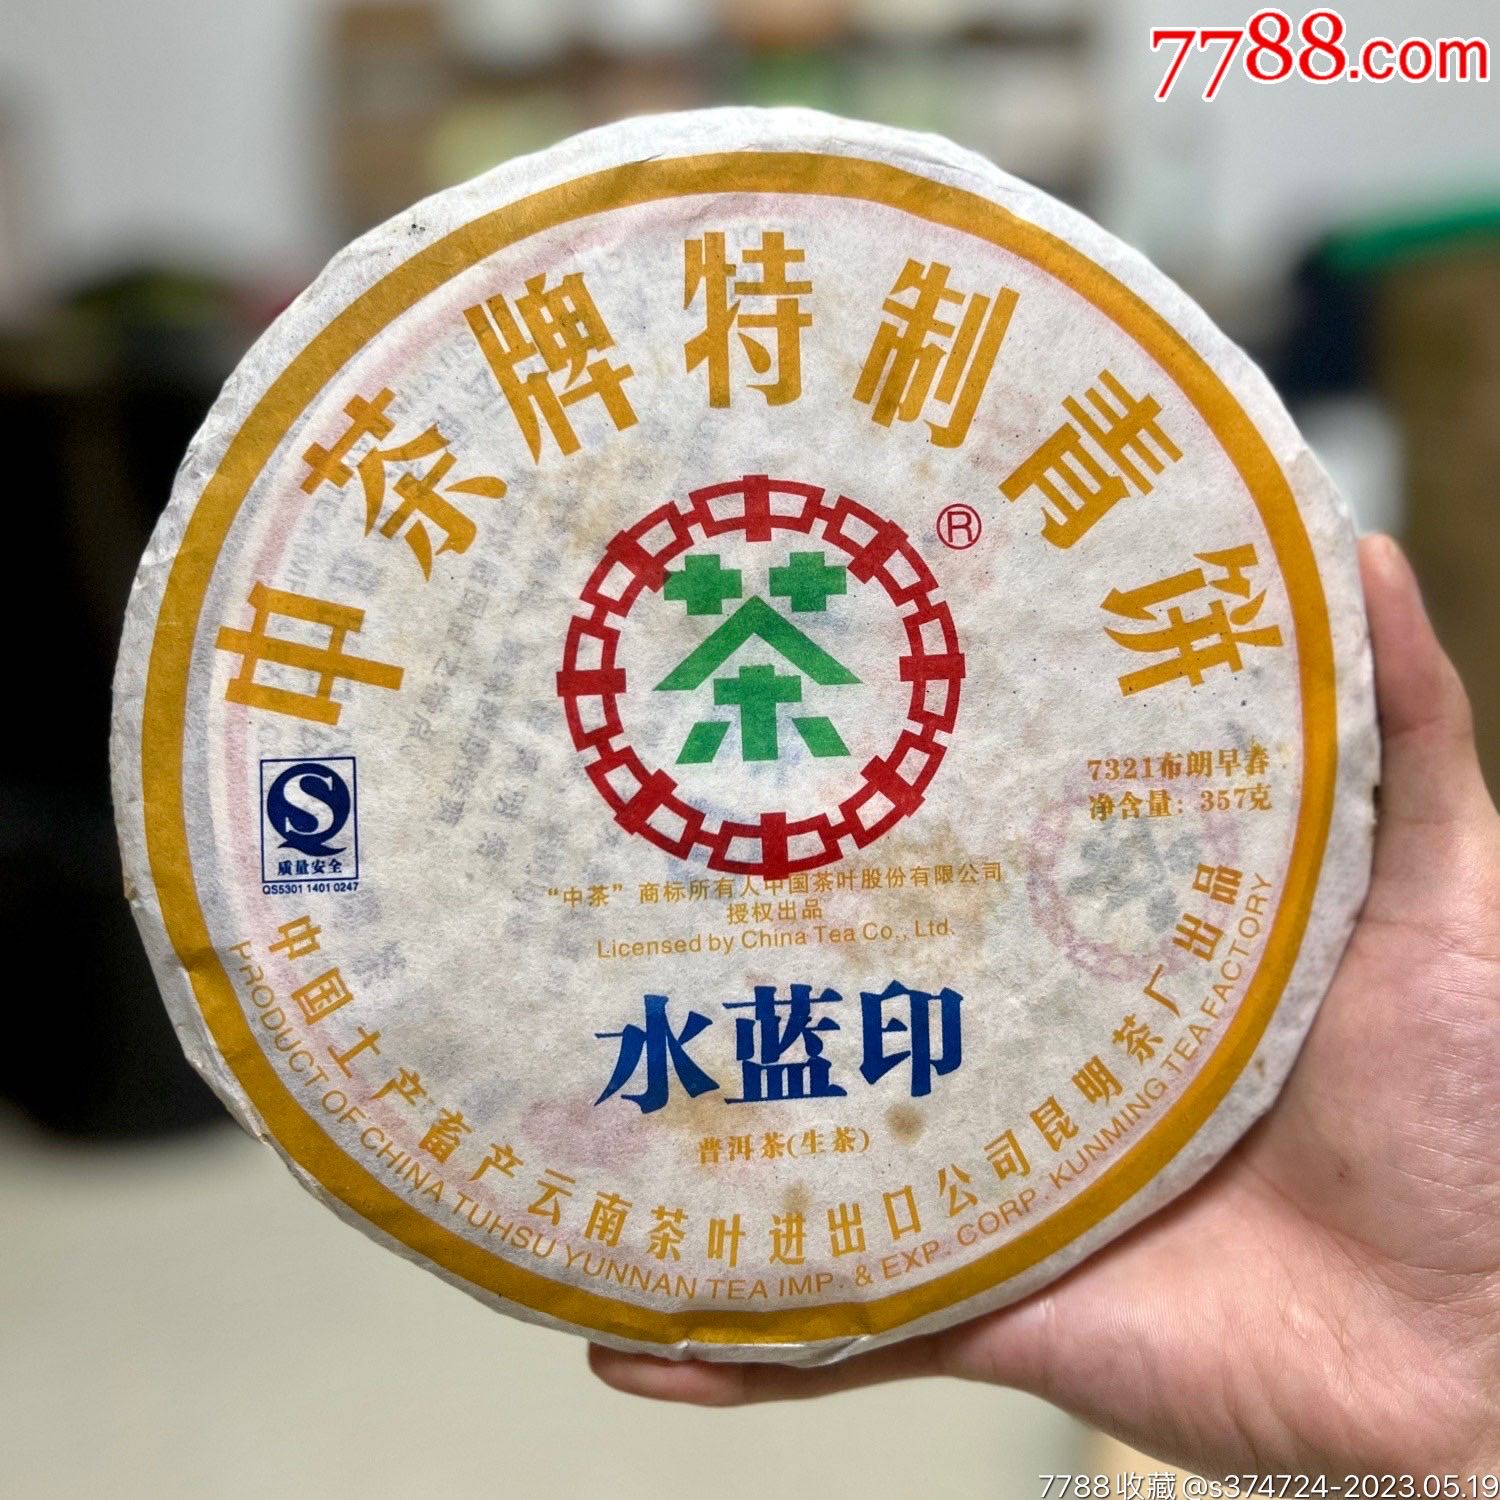 7788.com
中茶牌特制青饼
茶
®
7321布朗早春
净含量：357克
质量安全
QS5301 1401 0247
“中茶”商标所有人中国茶叶股份有限公司
授权出品
Licensed by China Tea Co., Ltd.
水蓝印
普洱茶(生茶)
中国土产畜产云南茶叶进出口公司昆明茶厂出品
PRODUCT OF CHINA TUHSU YUNNAN TEA IMP. & EXP. CORP. KUNMING TEA FACTORY
7788收藏@s374724-2023.05.19